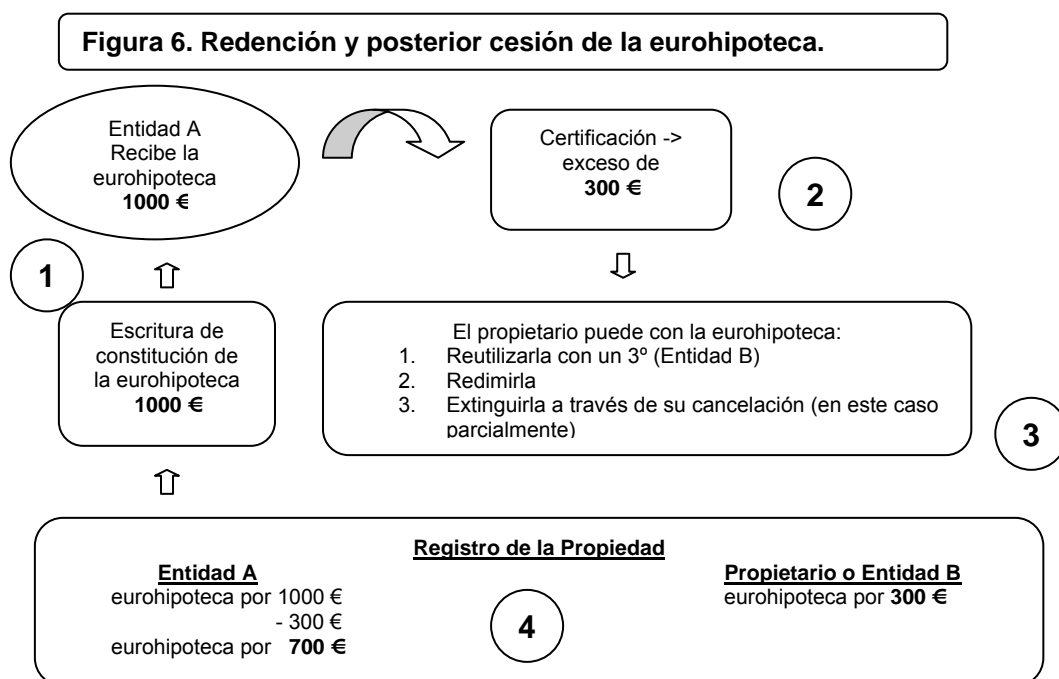 Figura 6. Redención y posterior cesión de la eurohipoteca.
Entidad A
Recibe la
eurohipoteca
1000 €
Certificación ->
exceso de
300 €
2
1
Escritura de
constitución de
la eurohipoteca
1000 €
El propietario puede con la eurohipoteca:
1. Reutilizarla con un 3º (Entidad B)
2. Redimirla
3. Extinguirla a través de su cancelación (en este caso
parcialmente)
3
Registro de la Propiedad
Entidad A
eurohipoteca por 1000 €
- 300 €
eurohipoteca por 700 €
4
Propietario o Entidad B
eurohipoteca por 300 €